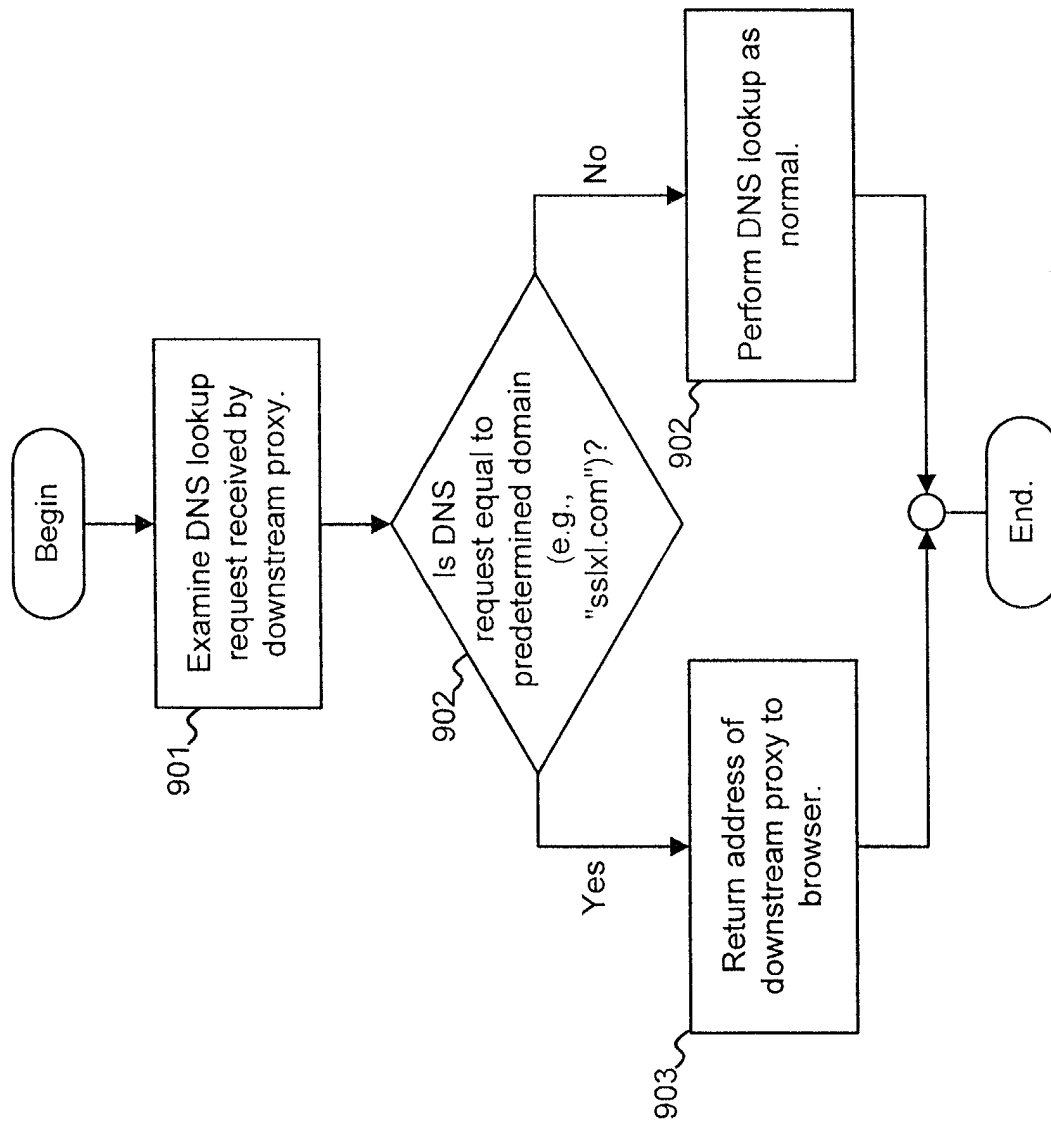 Begin
901
Examine DNS lookup
request received by
downstream proxy.
902
Is DNS
request equal to
predetermined domain
(e.g.,
"sslxl.com")?
Yes
No
903
Return address of
downstream proxy to
browser.
902
Perform DNS lookup as
normal.
End.